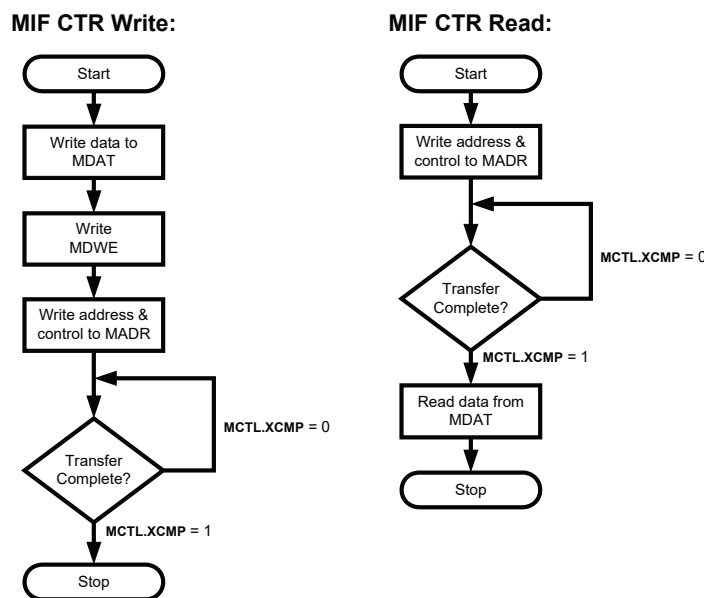 MIF CTR Write:
Start
Write data to
MDAT
Write
MDWE
Write address &
control to MADR
MCTL.XCMP = 0
Transfer
Complete?
MCTL.XCMP = 1
Stop
MIF CTR Read:
Start
Write address &
control to MADR
MCTL.XCMP = 0
Transfer
Complete?
MCTL.XCMP = 1
Read data from
MDAT
Stop